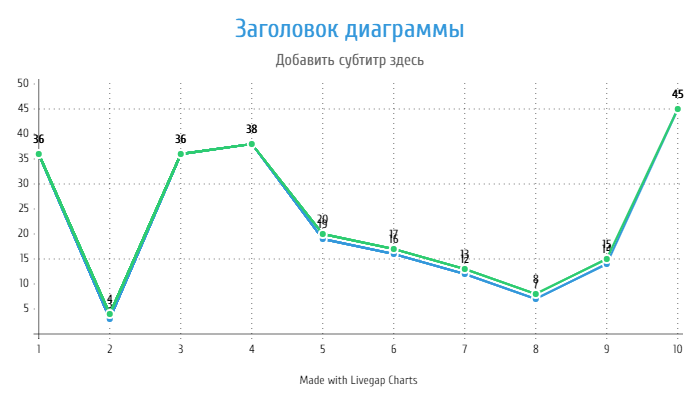 Заголовок диаграммы
Добавить субтитр здесь
50
45
40
35
30
25
20
15
10
5
36 4 3 36 38 20 19 17 16 13 12 8 7 15 14 45
1 2 3 4 5 6 7 8 9 10
Made with Livegap Charts